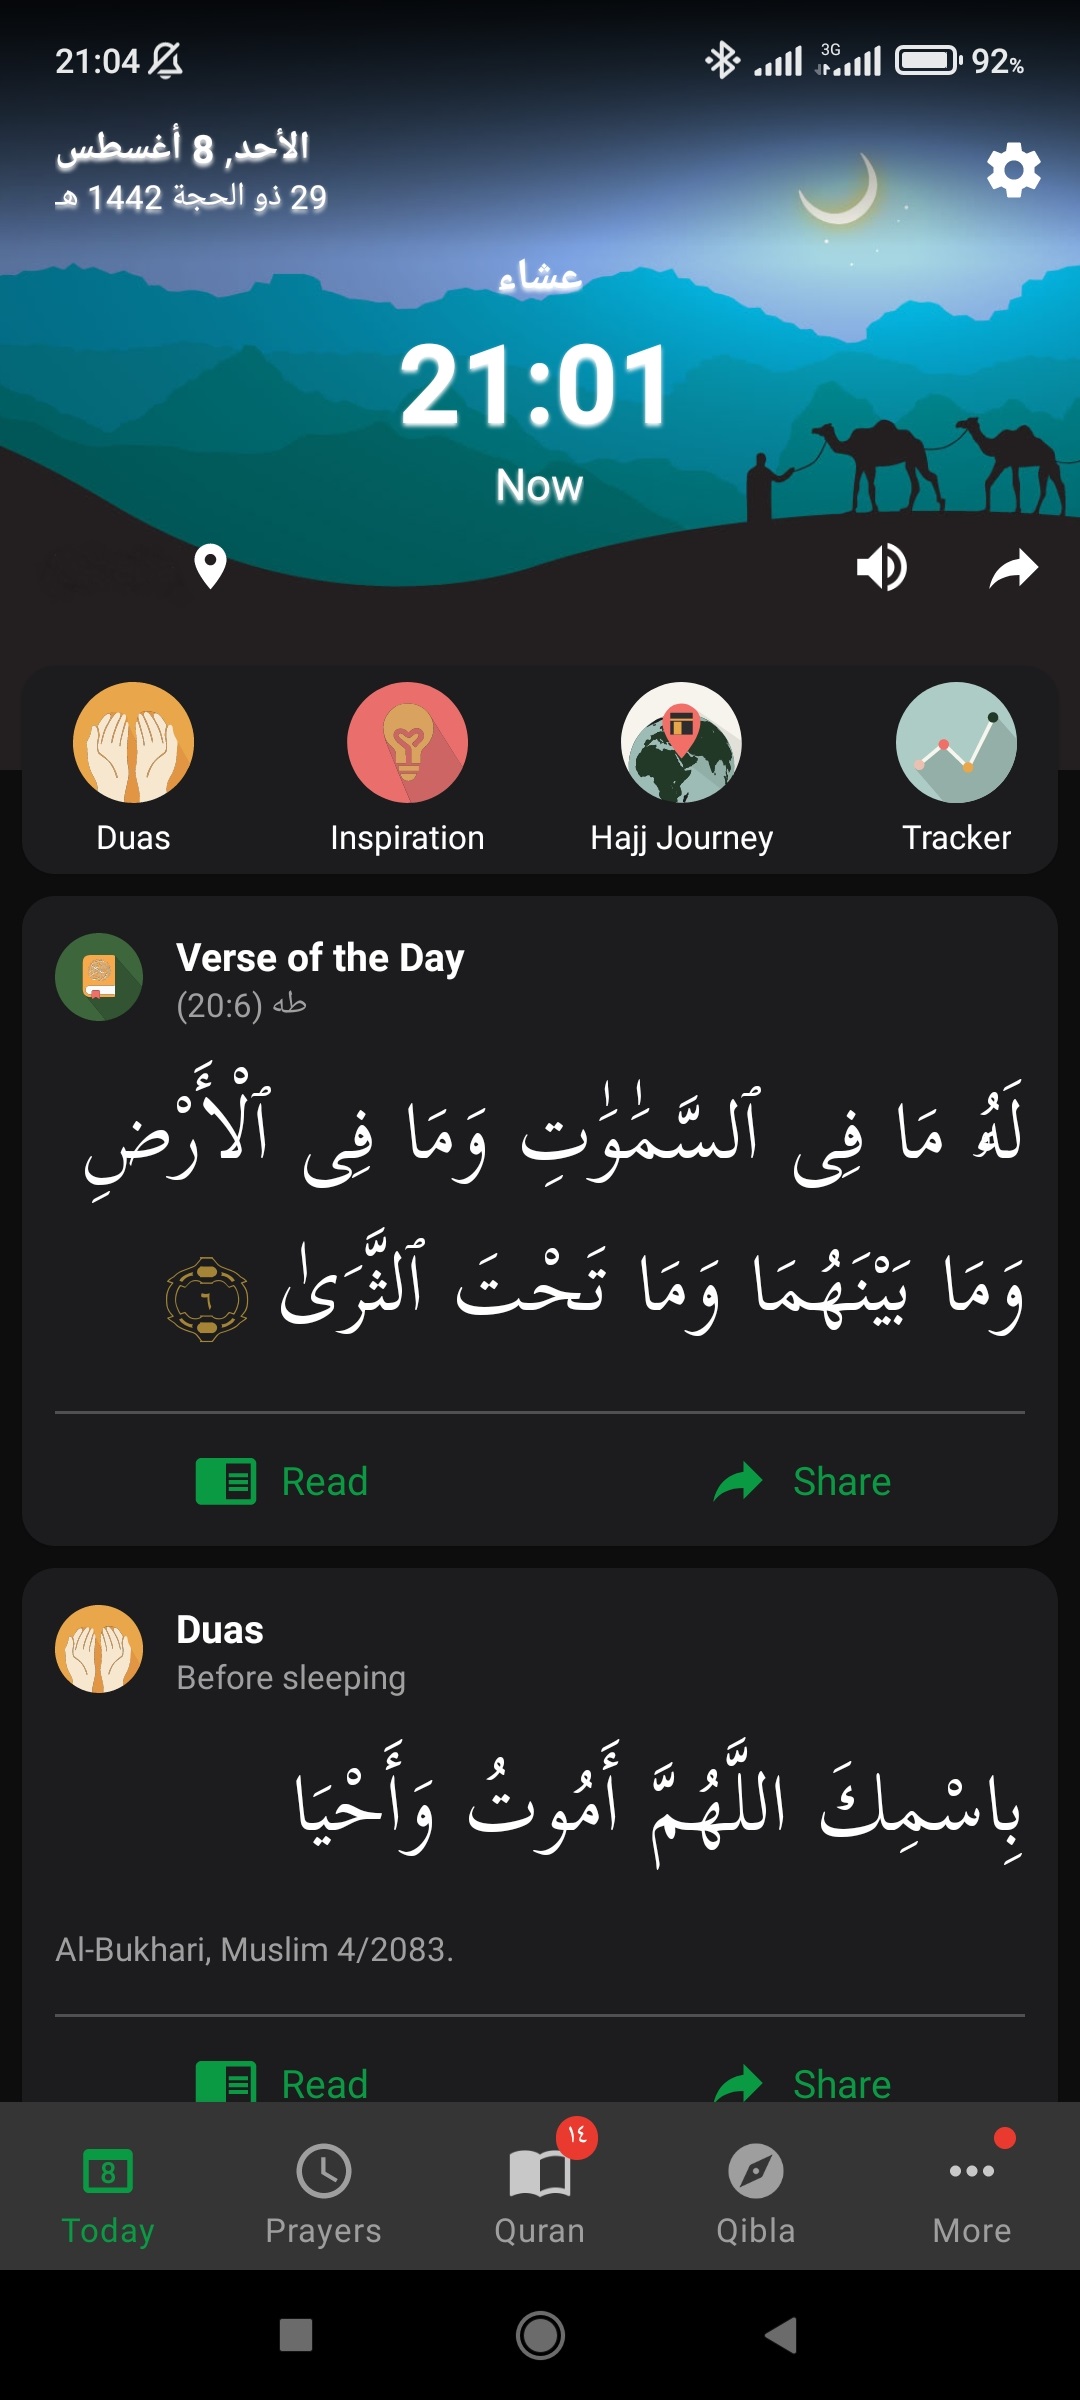 21:04
3G
92%
الأحد, 8 أغسطس
29 ذو الحجة 1442 هـ
عشاء
21:01
Now
Duas
Inspiration
Hajj Journey
Tracker
Verse of the Day
طه (20:6)
لَهُۥ مَا فِى ٱلسَّمَٰوَٰتِ وَمَا فِى ٱلْأَرْضِ
وَمَا بَيْنَهُمَا وَمَا تَحْتَ ٱلثَّرَىٰ ٦
Read
Share
Duas
Before sleeping
بِاسْمِكَ اللَّهُمَّ أَمُوتُ وَأَحْيَا
Al-Bukhari, Muslim 4/2083.
Read
Share
8
١٤
Today
Prayers
Quran
Qibla
More